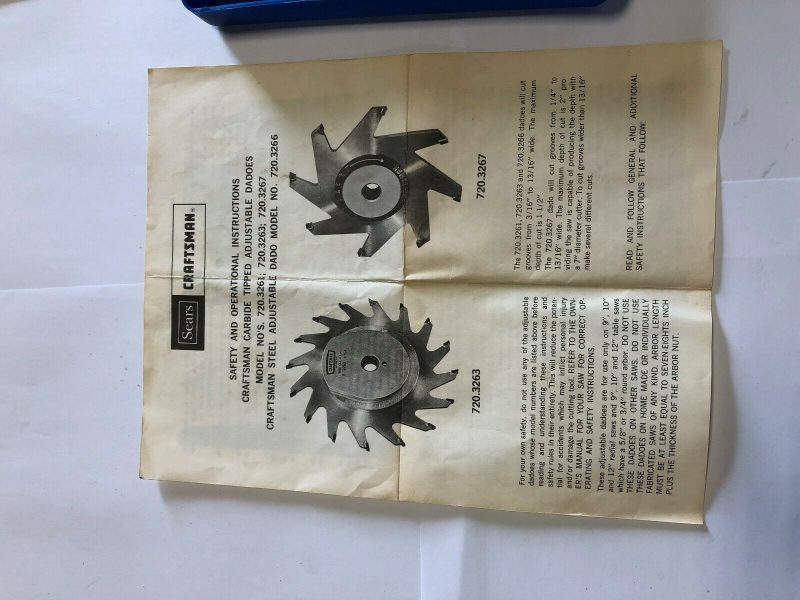 Sears CRAFTSMAN®
SAFETY AND OPERATIONAL INSTRUCTIONS
CRAFTSMAN CARBIDE TIPPED ADJUSTABLE DADOES
MODEL NO'S. 720.3261; 720.3263; 720.3267
CRAFTSMAN STEEL ADJUSTABLE DADO MODEL NO. 720.3266
720.3263
720.3267
For your own safety, do not use any of the adjustable
dadoes whose model numbers are listed above before
reading and understanding these instructions and
safety rules in their entirety. This will reduce the poten-
tial for accidents which may inflict personal injury
and/or damage the cutting tool. REFER TO THE OWN-
ER'S MANUAL FOR YOUR SAW FOR CORRECT OP-
ERATING AND SAFETY INSTRUCTIONS.
These adjustable dadoes are for use only on 9", 10"
and 12" radial saws and 9", 10" and 12" table saws
which have a 5/8" or 3/4" round arbor. DO NOT USE
THESE DADOES ON OTHER SAWS. DO NOT USE
THESE DADOES ON HOME MADE OR INDIVIDUALLY
FABRICATED SAWS OF ANY KIND. ARBOR LENGTH
MUST BE AT LEAST EQUAL TO SEVEN-EIGHTS INCH
PLUS THE THICKNESS OF THE ARBOR NUT.
The 720.3261, 720.3263 and 720.3266 dadoes will cut
grooves from 3/16" to 13/16" wide. The maximum
depth of cut is 1-1/2".
The 720.3267 dado will cut grooves from 1/4" to
13/16" wide. The maximum depth of cut is 2" pro-
viding the saw is capable of producing the depth with
a 7" diameter cutter. To cut grooves wider than 13/16"
make several different cuts.
READ AND FOLLOW GENERAL AND ADDITIONAL
SAFETY INSTRUCTIONS THAT FOLLOW: